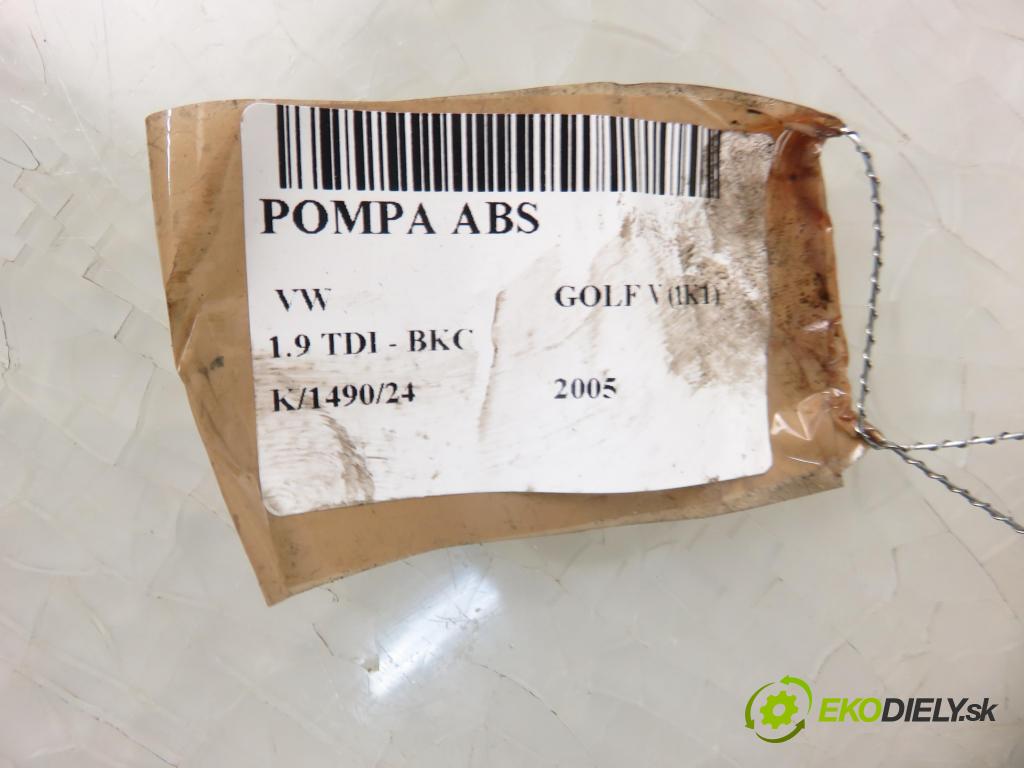 POMPA ABS
VW GOLF V (1K1)
1.9 TDI - BKC
K/1490/24 2005
EKODIELY.sk